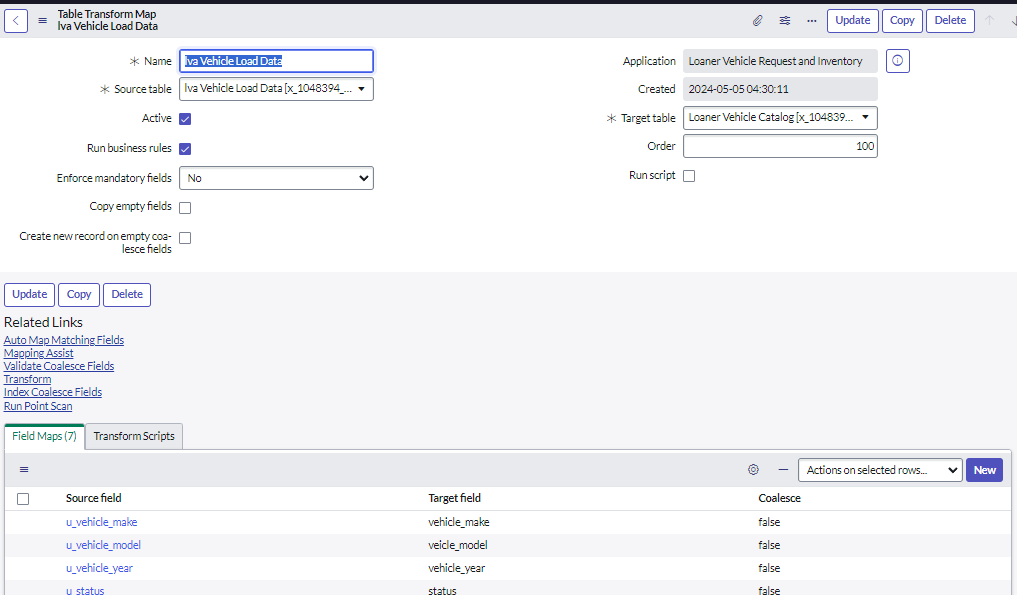 Table Transform Map
lva Vehicle Load Data
Update
Copy
Delete
Name
lva Vehicle Load Data
Application
Loaner Vehicle Request and Inventory
Source table
lva Vehicle Load Data [x_1048394_...
Created
2024-05-05 04:30:11
Active
Target table
Loaner Vehicle Catalog [x_104839...
Run business rules
Order
100
Enforce mandatory fields
No
Run script
Copy empty fields
Create new record on empty coa-
lesce fields
Update
Copy
Delete
Related Links
Auto Map Matching Fields
Mapping Assist
Validate Coalesce Fields
Transform
Index Coalesce Fields
Run Point Scan
Field Maps (7)
Transform Scripts
Actions on selected rows...
New
Source field
Target field
Coalesce
u_vehicle_make
vehicle_make
false
u_vehicle_model
veicle_model
false
u_vehicle_year
vehicle_year
false
u_status
status
false